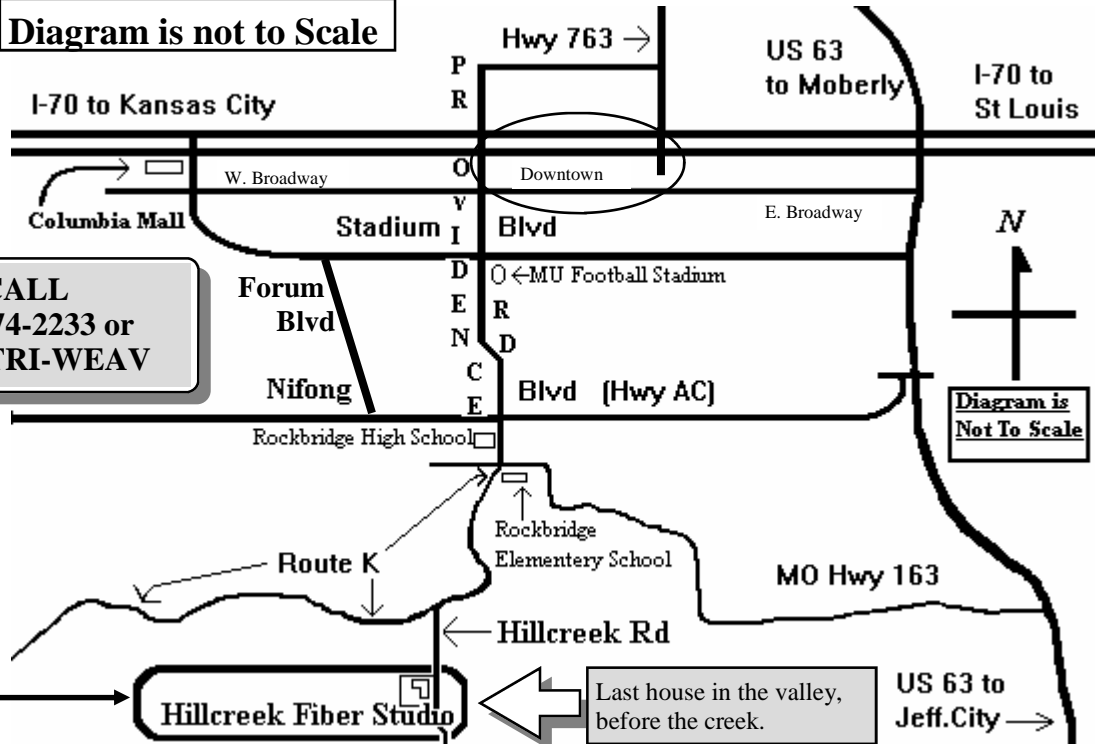 Diagram is not to Scale
Hwy 763
US 63
to Moberly
I-70 to
St Louis
I-70 to Kansas City
PROVIDENCE RD
W. Broadway
Downtown
Columbia Mall
E. Broadway
Stadium Blvd
N
MU Football Stadium
CALL
74-2233 or
TRI-WEAV
Forum
Blvd
Nifong Blvd (Hwy AC)
Diagram is
Not To Scale
Rockbridge High School
Rockbridge
Elementery School
Route K
MO Hwy 163
Hillcreek Rd
Hillcreek Fiber Studio
Last house in the valley,
before the creek.
US 63 to
Jeff.City